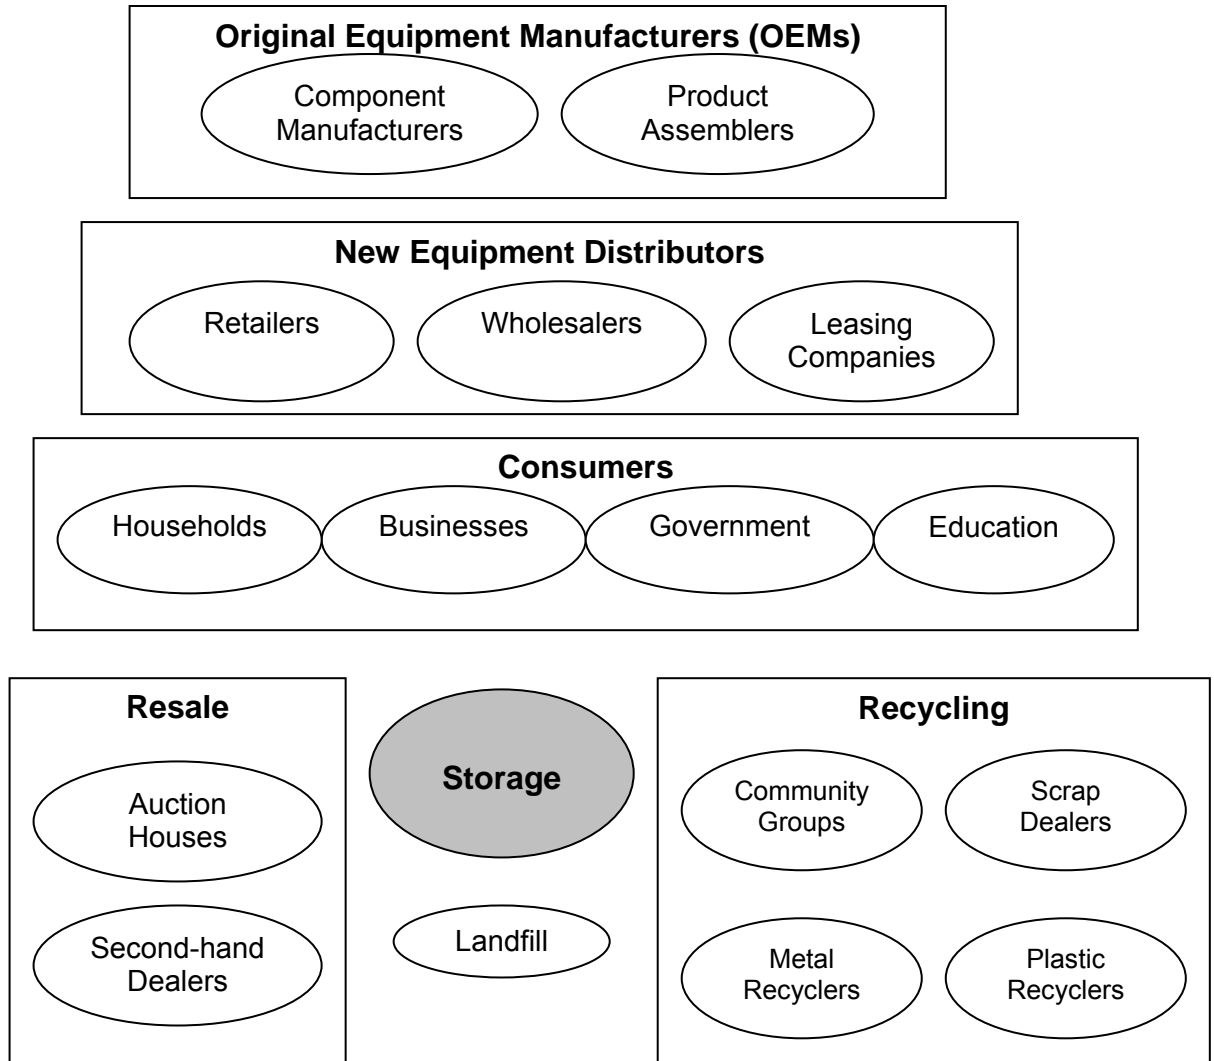 Original Equipment Manufacturers (OEMs)
Component
Manufacturers
Product
Assemblers
New Equipment Distributors
Retailers
Wholesalers
Leasing
Companies
Consumers
Households
Businesses
Government
Education
Resale
Auction
Houses
Second-hand
Dealers
Storage
Landfill
Recycling
Community
Groups
Scrap
Dealers
Metal
Recyclers
Plastic
Recyclers